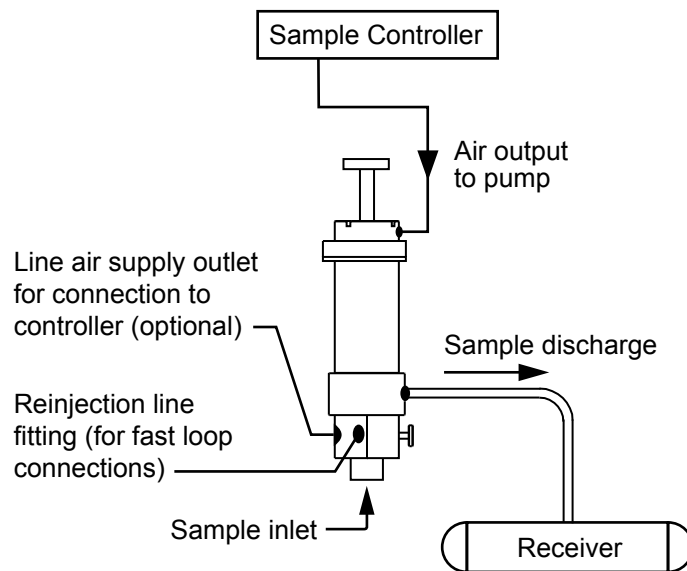 Sample Controller
Air output
to pump
Line air supply outlet
for connection to
controller (optional)
Sample discharge
Reinjection line
fitting (for fast loop
connections)
Sample inlet
Receiver